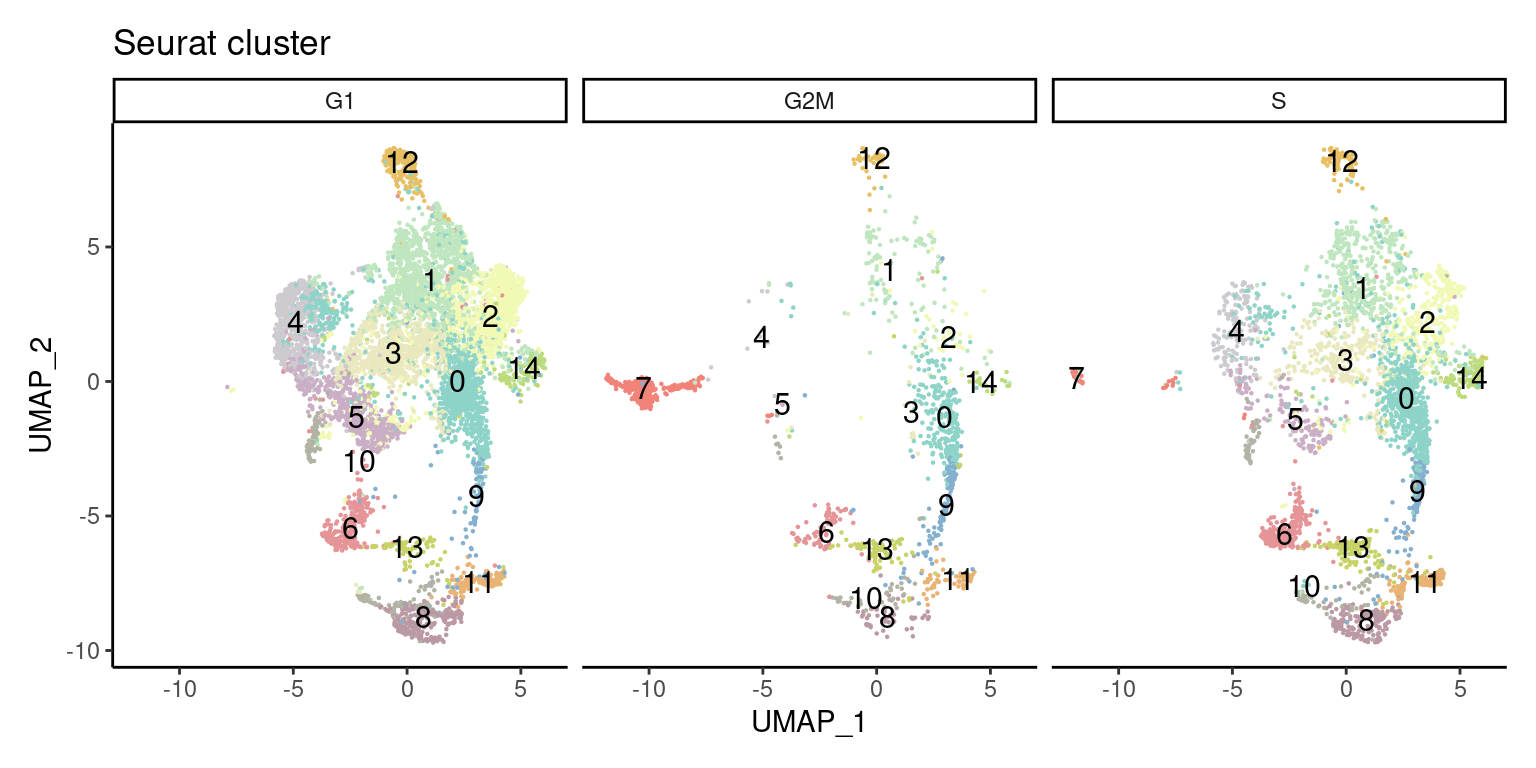 Seurat cluster
G1 G2M S
12 12 12
1 1 1
4 2 4 2 4 2
3 14 3 14 3 14
0 7 0 7 0
5 5 5
10 9 9 9
6 13 6 13 6 13
11 10 11 10 11
8 8 8
5
0
-5
-10
-10 -5 0 5 -10 -5 0 5 -10 -5 0 5
UMAP_1
UMAP_2